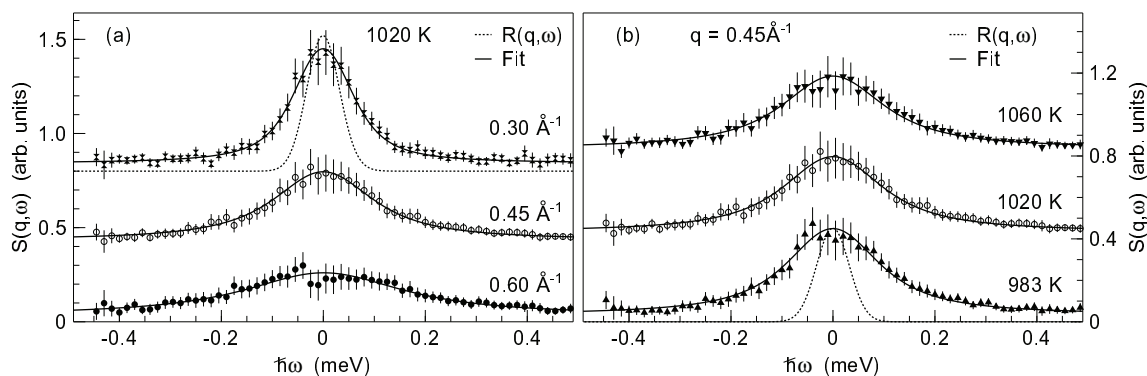 (a)
1020 K
R(q,ω)
Fit
0.30 Å⁻¹
0.45 Å⁻¹
0.60 Å⁻¹
1.5
1.0
0.5
0
S(q,ω) (arb. units)
-0.4
-0.2
0
0.2
0.4
ħω (meV)
(b)
q = 0.45Å⁻¹
R(q,ω)
Fit
1060 K
1020 K
983 K
1.2
0.8
0.4
0
S(q,ω) (arb. units)
-0.4
-0.2
0
0.2
0.4
ħω (meV)